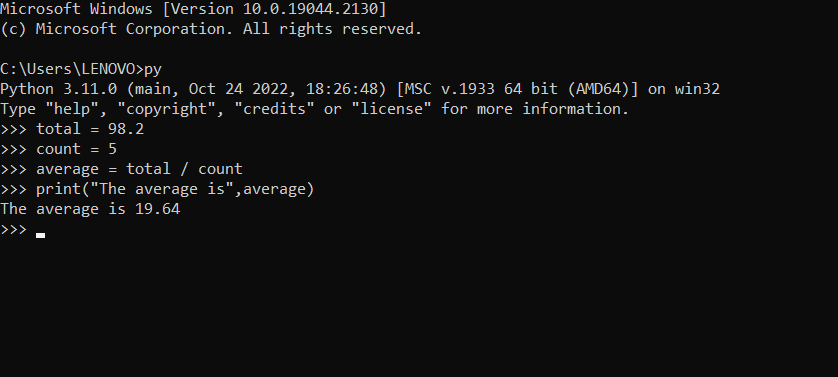 Microsoft Windows [Version 10.0.19044.2130]
(c) Microsoft Corporation. All rights reserved.
C:\Users\LENOVO>py
Python 3.11.0 (main, Oct 24 2022, 18:26:48) [MSC v.1933 64 bit (AMD64)] on win32
Type "help", "copyright", "credits" or "license" for more information.
>>> total = 98.2
>>> count = 5
>>> average = total / count
>>> print("The average is",average)
The average is 19.64
>>>